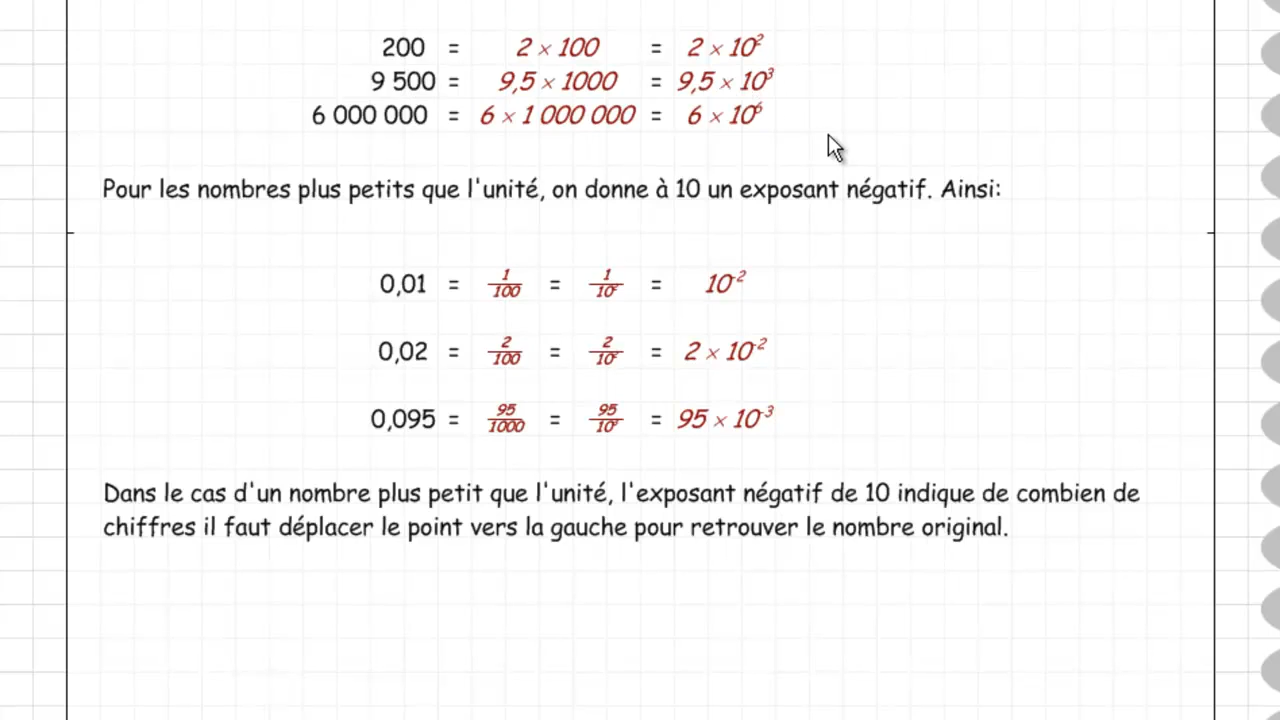 200 = 2 × 100 = 2 × 10²
9 500 = 9,5 × 1000 = 9,5 × 10³
6 000 000 = 6 × 1 000 000 = 6 × 10⁶
Pour les nombres plus petits que l'unité, on donne à 10 un exposant négatif. Ainsi:
0,01 = 1/100 = 1/10² = 10⁻²
0,02 = 2/100 = 2/10² = 2 × 10⁻²
0,095 = 95/1000 = 95/10³ = 95 × 10⁻³
Dans le cas d'un nombre plus petit que l'unité, l'exposant négatif de 10 indique de combien de
chiffres il faut déplacer le point vers la gauche pour retrouver le nombre original.